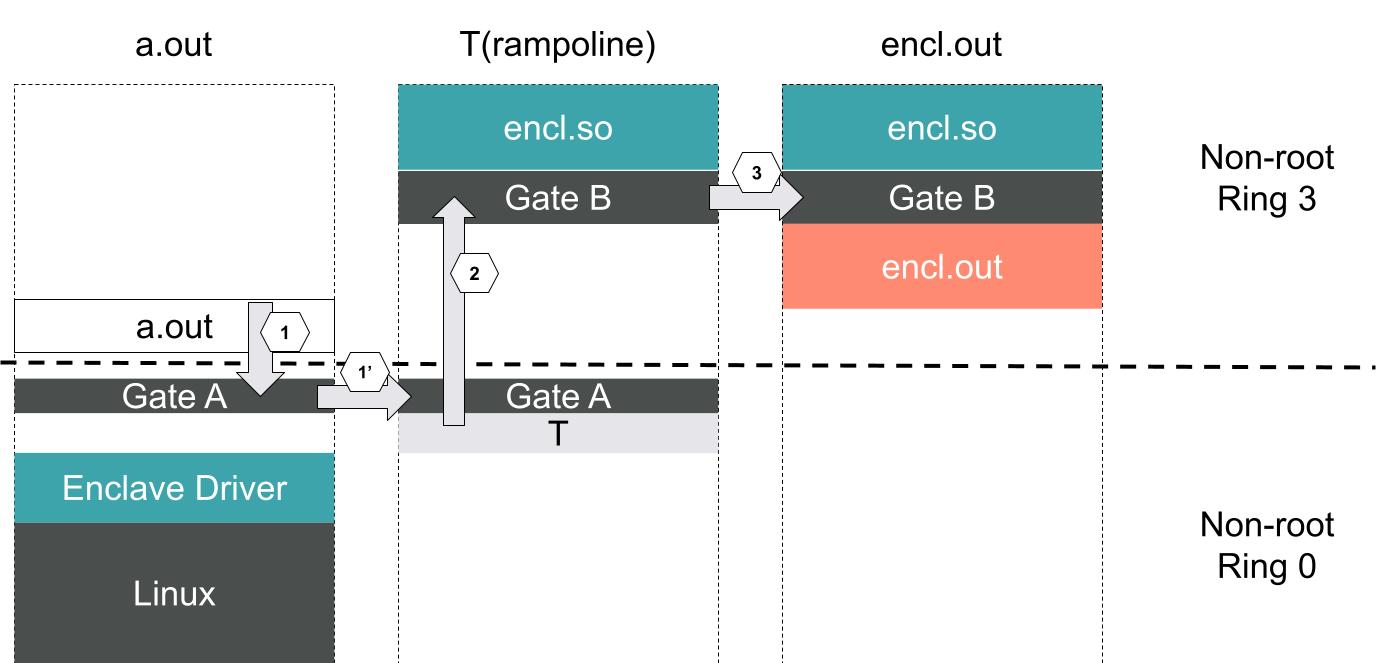 a.out
T(rampoline)
encl.out
encl.so
encl.so
Non-root
Ring 3
3
Gate B
Gate B
2
encl.out
a.out
1
1’
Gate A
Gate A
T
Enclave Driver
Non-root
Ring 0
Linux